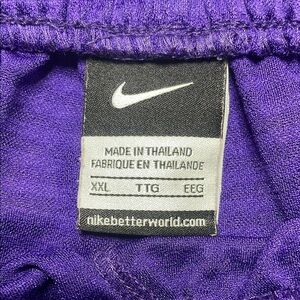 MADE IN THAILAND
FABRIQUE EN THAILANDE
XXL TTG EEG
nikebetterworld.com